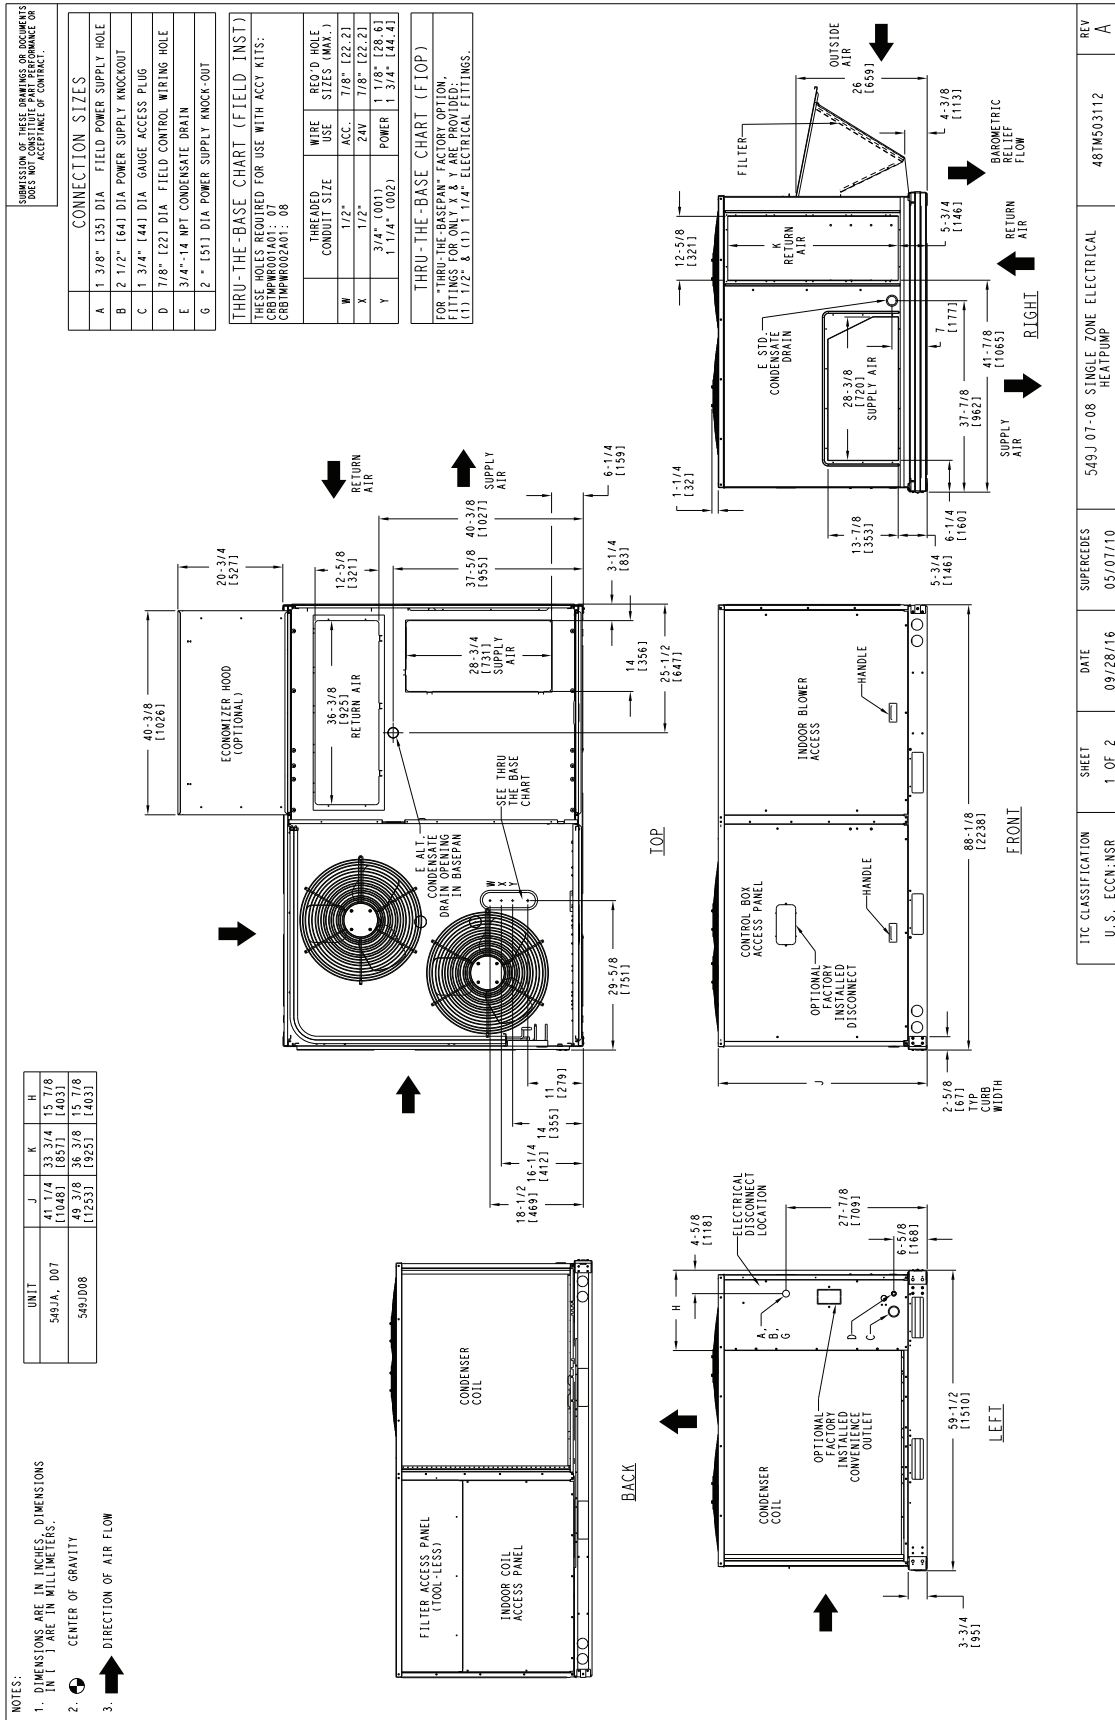 NOTES:
1. DIMENSIONS ARE IN INCHES, DIMENSIONS
IN [ ] ARE IN MILLIMETERS.
2. CENTER OF GRAVITY
3. DIRECTION OF AIR FLOW
UNIT J K H
549JA, D07 41 1/4 [1048] 33 3/4 [857] 15 7/8 [403]
549JD08 49 3/8 [1253] 36 3/8 [925] 15 7/8 [403]
SUBMISSION OF THESE DRAWINGS OR DOCUMENTS
DOES NOT CONSTITUTE PART PERFORMANCE OR
ACCEPTANCE OF CONTRACT.
CONNECTION SIZES
A 1 3/8" [35] DIA FIELD POWER SUPPLY HOLE
B 2 1/2" [64] DIA POWER SUPPLY KNOCKOUT
C 1 3/4" [44] DIA GAUGE ACCESS PLUG
D 7/8" [22] DIA FIELD CONTROL WIRING HOLE
E 3/4"-14 NPT CONDENSATE DRAIN
G 2 " [51] DIA POWER SUPPLY KNOCK-OUT
THRU-THE-BASE CHART (FIELD INST)
THESE HOLES REQUIRED FOR USE WITH ACCY KITS:
CRBTMPWR001A01: 07
CRBTMPWR002A01: 08
THREADED
CONDUIT SIZE
WIRE
USE
REQ'D HOLE
SIZES (MAX.)
W 1/2" ACC. 7/8" [22.2]
X 1/2" 24V 7/8" [22.2]
Y 3/4" (001) POWER 1 1/8" [28.6]
1 1/4" (002) 1 3/4" [44.4]
THRU-THE-BASE CHART (FIOP)
FOR "THRU-THE-BASEPAN" FACTORY OPTION,
FITTINGS FOR ONLY X & Y ARE PROVIDED:
(1) 1/2" & (1) 1 1/4" ELECTRICAL FITTINGS.
40-3/8
[1026]
20-3/4
[527]
ECONOMIZER HOOD
(OPTIONAL)
12-5/8
[321]
RETURN
AIR
36-3/8
[925]
RETURN AIR
40-3/8
[1027]
37-5/8
[955]
SUPPLY
AIR
28-3/4
[731]
SUPPLY
AIR
6-1/4
[159]
3-1/4
[83]
14
[356]
25-1/2
[647]
E ALT.
CONDENSATE
DRAIN OPENING
IN BASEPAN
SEE THRU
THE BASE
CHART
W
X
Y
29-5/8
[751]
11
[279]
14
[355]
16-1/4
[412]
18-1/2
[469]
TOP
FILTER ACCESS PANEL
(TOOL-LESS)
INDOOR COIL
ACCESS PANEL
CONDENSER
COIL
BACK
CONDENSER
COIL
OPTIONAL
FACTORY
INSTALLED
CONVENIENCE
OUTLET
H
4-5/8
[118]
ELECTRICAL
DISCONNECT
LOCATION
A,
B,
G
D
C
27-7/8
[709]
6-5/8
[168]
59-1/2
[1510]
3-3/4
[95]
LEFT
J
2-5/8
[67]
TYP
CURB
WIDTH
CONTROL BOX
ACCESS PANEL
OPTIONAL
FACTORY
INSTALLED
DISCONNECT
HANDLE
INDOOR BLOWER
ACCESS
HANDLE
88-1/8
[2238]
FRONT
1-1/4
[32]
12-5/8
[321]
FILTER
OUTSIDE
AIR
26
[659]
K
RETURN
AIR
E STD.
CONDENSATE
DRAIN
28-3/8
[720]
SUPPLY AIR
13-7/8
[353]
5-3/4
[146]
6-1/4
[160]
7
[177]
37-7/8
[962]
41-7/8
[1065]
5-3/4
[146]
4-3/8
[113]
BAROMETRIC
RELIEF
FLOW
SUPPLY
AIR
RETURN
AIR
RIGHT
ITC CLASSIFICATION SHEET DATE SUPERCEDES
U.S. ECCN:NSR 1 OF 2 09/28/16 05/07/10
549J 07-08 SINGLE ZONE ELECTRICAL
HEATPUMP
48TM503112
REV
A